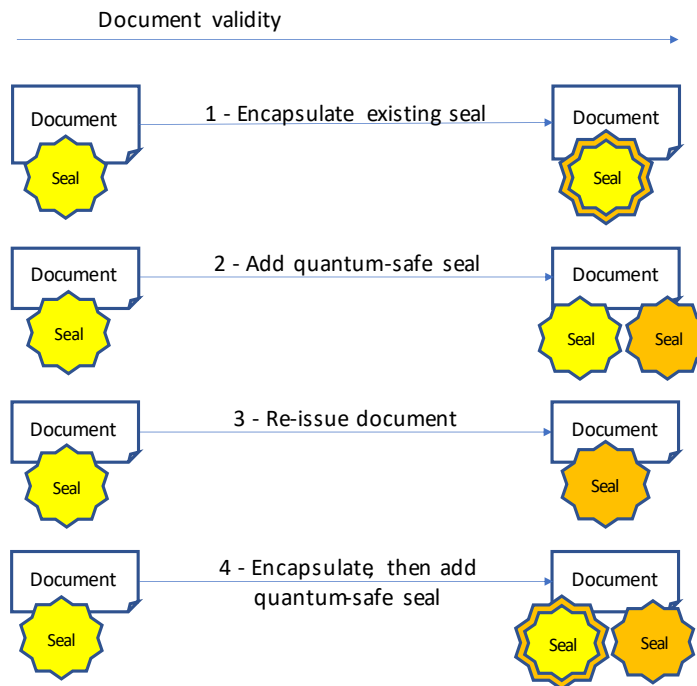 Document validity
Document
1 - Encapsulate existing seal
Document
Seal
Seal
Document
2 - Add quantum-safe seal
Document
Seal
Seal
Seal
Document
3 - Re-issue document
Document
Seal
Seal
Document
4 - Encapsulate, then add
quantum-safe seal
Document
Seal
Seal
Seal